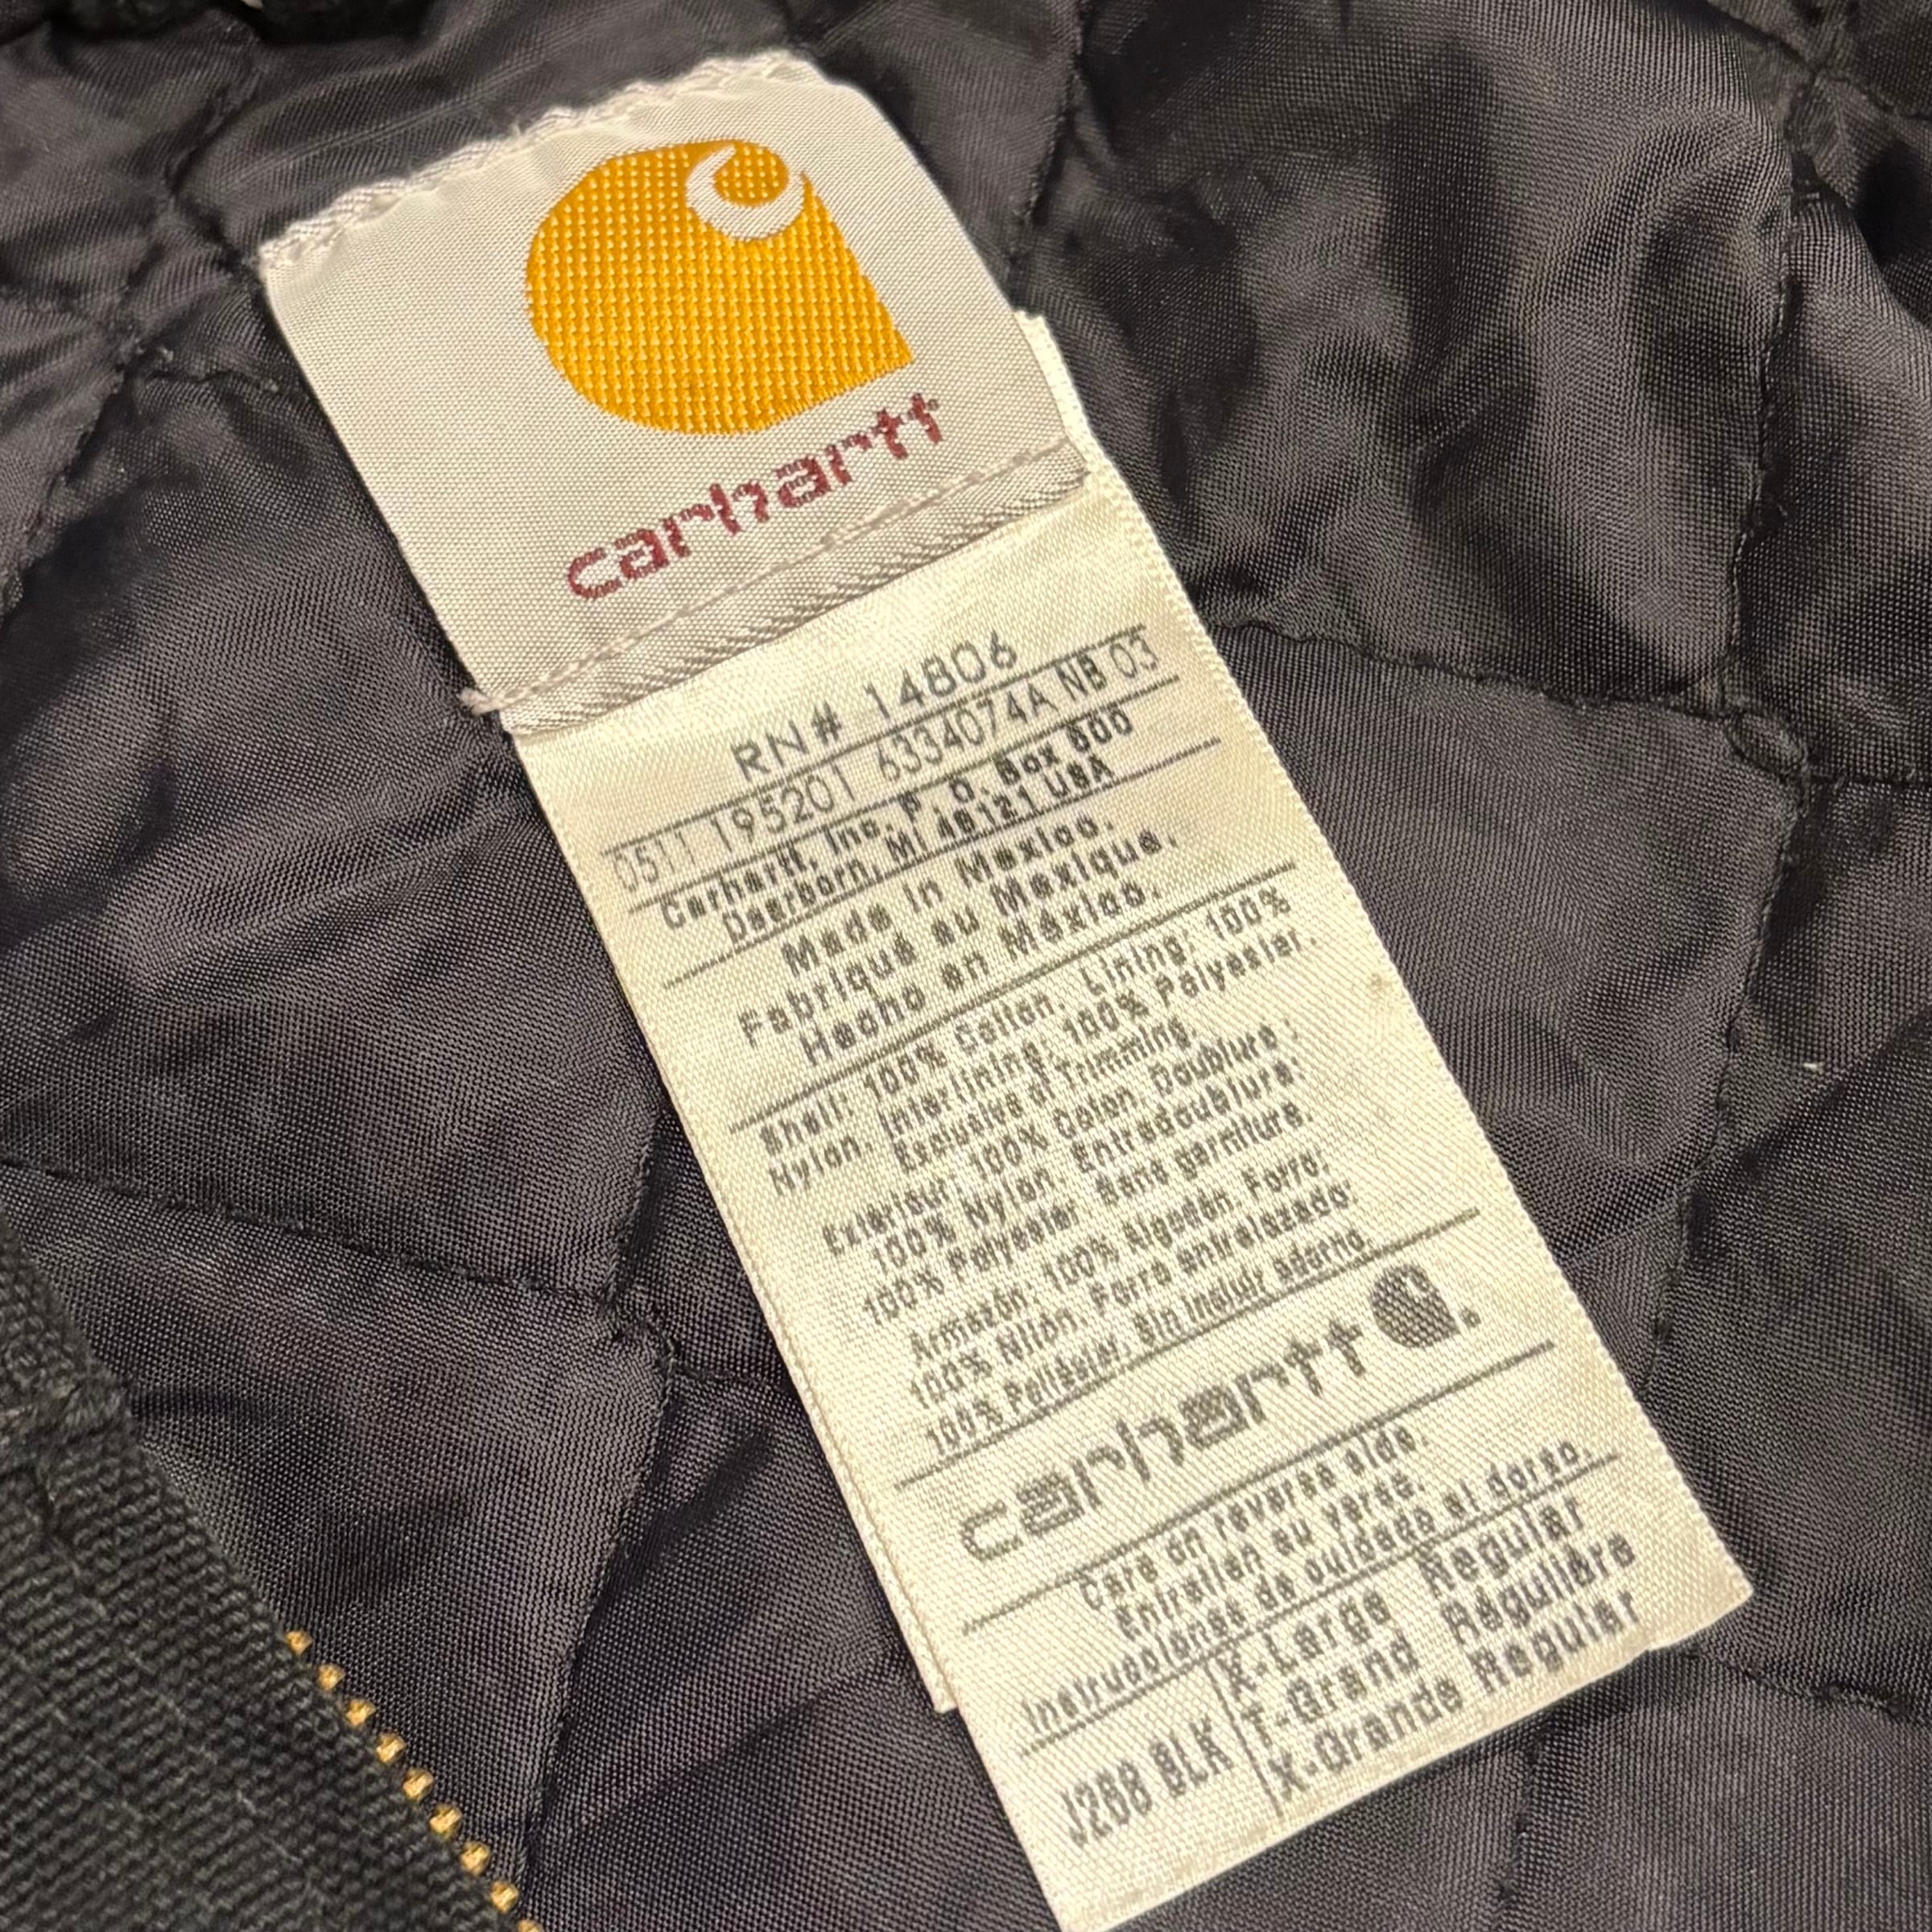 carhartt
RN# 14806
0511 195201 6334074A NB 03
Carhartt, Inc, P. O. Box 600
Dearborn, MI 48121 USA
Made in Mexico.
Fabriqué au Mexique.
Hecho en México.
Shell: 100% Cotton. Lining: 100%
Nylon. Interlining: 100% Polyester.
Exclusive of Trimming.
Extérieur: 100% Coton. Doublure:
100% Nylon. Entredoublure:
100% Polyester Sans garniture.
Armazón: 100% Algodón. Forro:
100% Nilón. Forro entrelazado:
100% Poliéster. Sin incluir adorno.
carhartt
Care on reverse side.
Entretien au verso.
Instrucciones de cuidado al dorso.
J268 BLK
X-Large Regular
T-Grand Régulière
X-Grande Regular